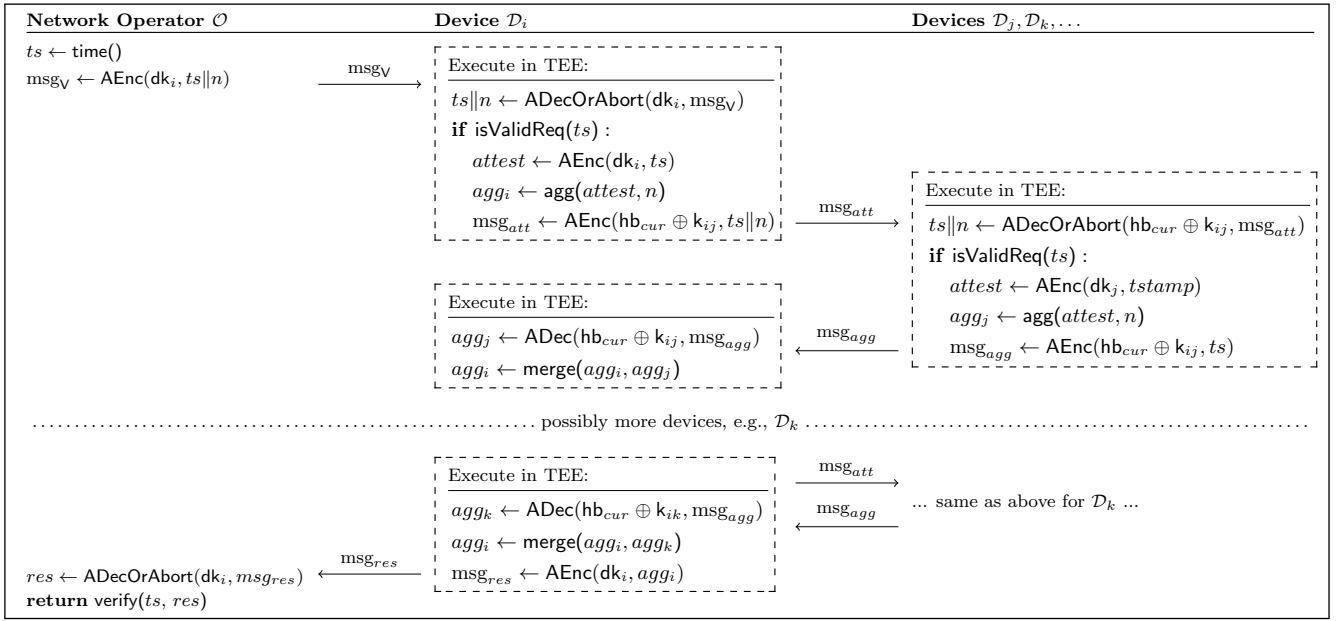 Network Operator 𝒪
Device 𝒟ᵢ
Devices 𝒟ⱼ, 𝒟ₖ, . . .
ts ← time()
msg_V ← AEnc(dkᵢ, ts‖n)
msg_V
Execute in TEE:
ts‖n ← ADecOrAbort(dkᵢ, msg_V)
if isValidReq(ts) :
attest ← AEnc(dkᵢ, ts)
aggᵢ ← agg(attest, n)
msg_att ← AEnc(hb_cur ⊕ k_ij, ts‖n)
msg_att
Execute in TEE:
ts‖n ← ADecOrAbort(hb_cur ⊕ k_ij, msg_att)
if isValidReq(ts) :
attest ← AEnc(dkⱼ, tstamp)
aggⱼ ← agg(attest, n)
msg_agg ← AEnc(hb_cur ⊕ k_ij, ts)
msg_agg
Execute in TEE:
aggⱼ ← ADec(hb_cur ⊕ k_ij, msg_agg)
aggᵢ ← merge(aggᵢ, aggⱼ)
possibly more devices, e.g., 𝒟ₖ
Execute in TEE:
aggₖ ← ADec(hb_cur ⊕ k_ik, msg_agg)
aggᵢ ← merge(aggᵢ, aggₖ)
msg_res ← AEnc(dkᵢ, aggᵢ)
msg_att
msg_agg
... same as above for 𝒟ₖ ...
msg_res
res ← ADecOrAbort(dkᵢ, msg_res)
return verify(ts, res)